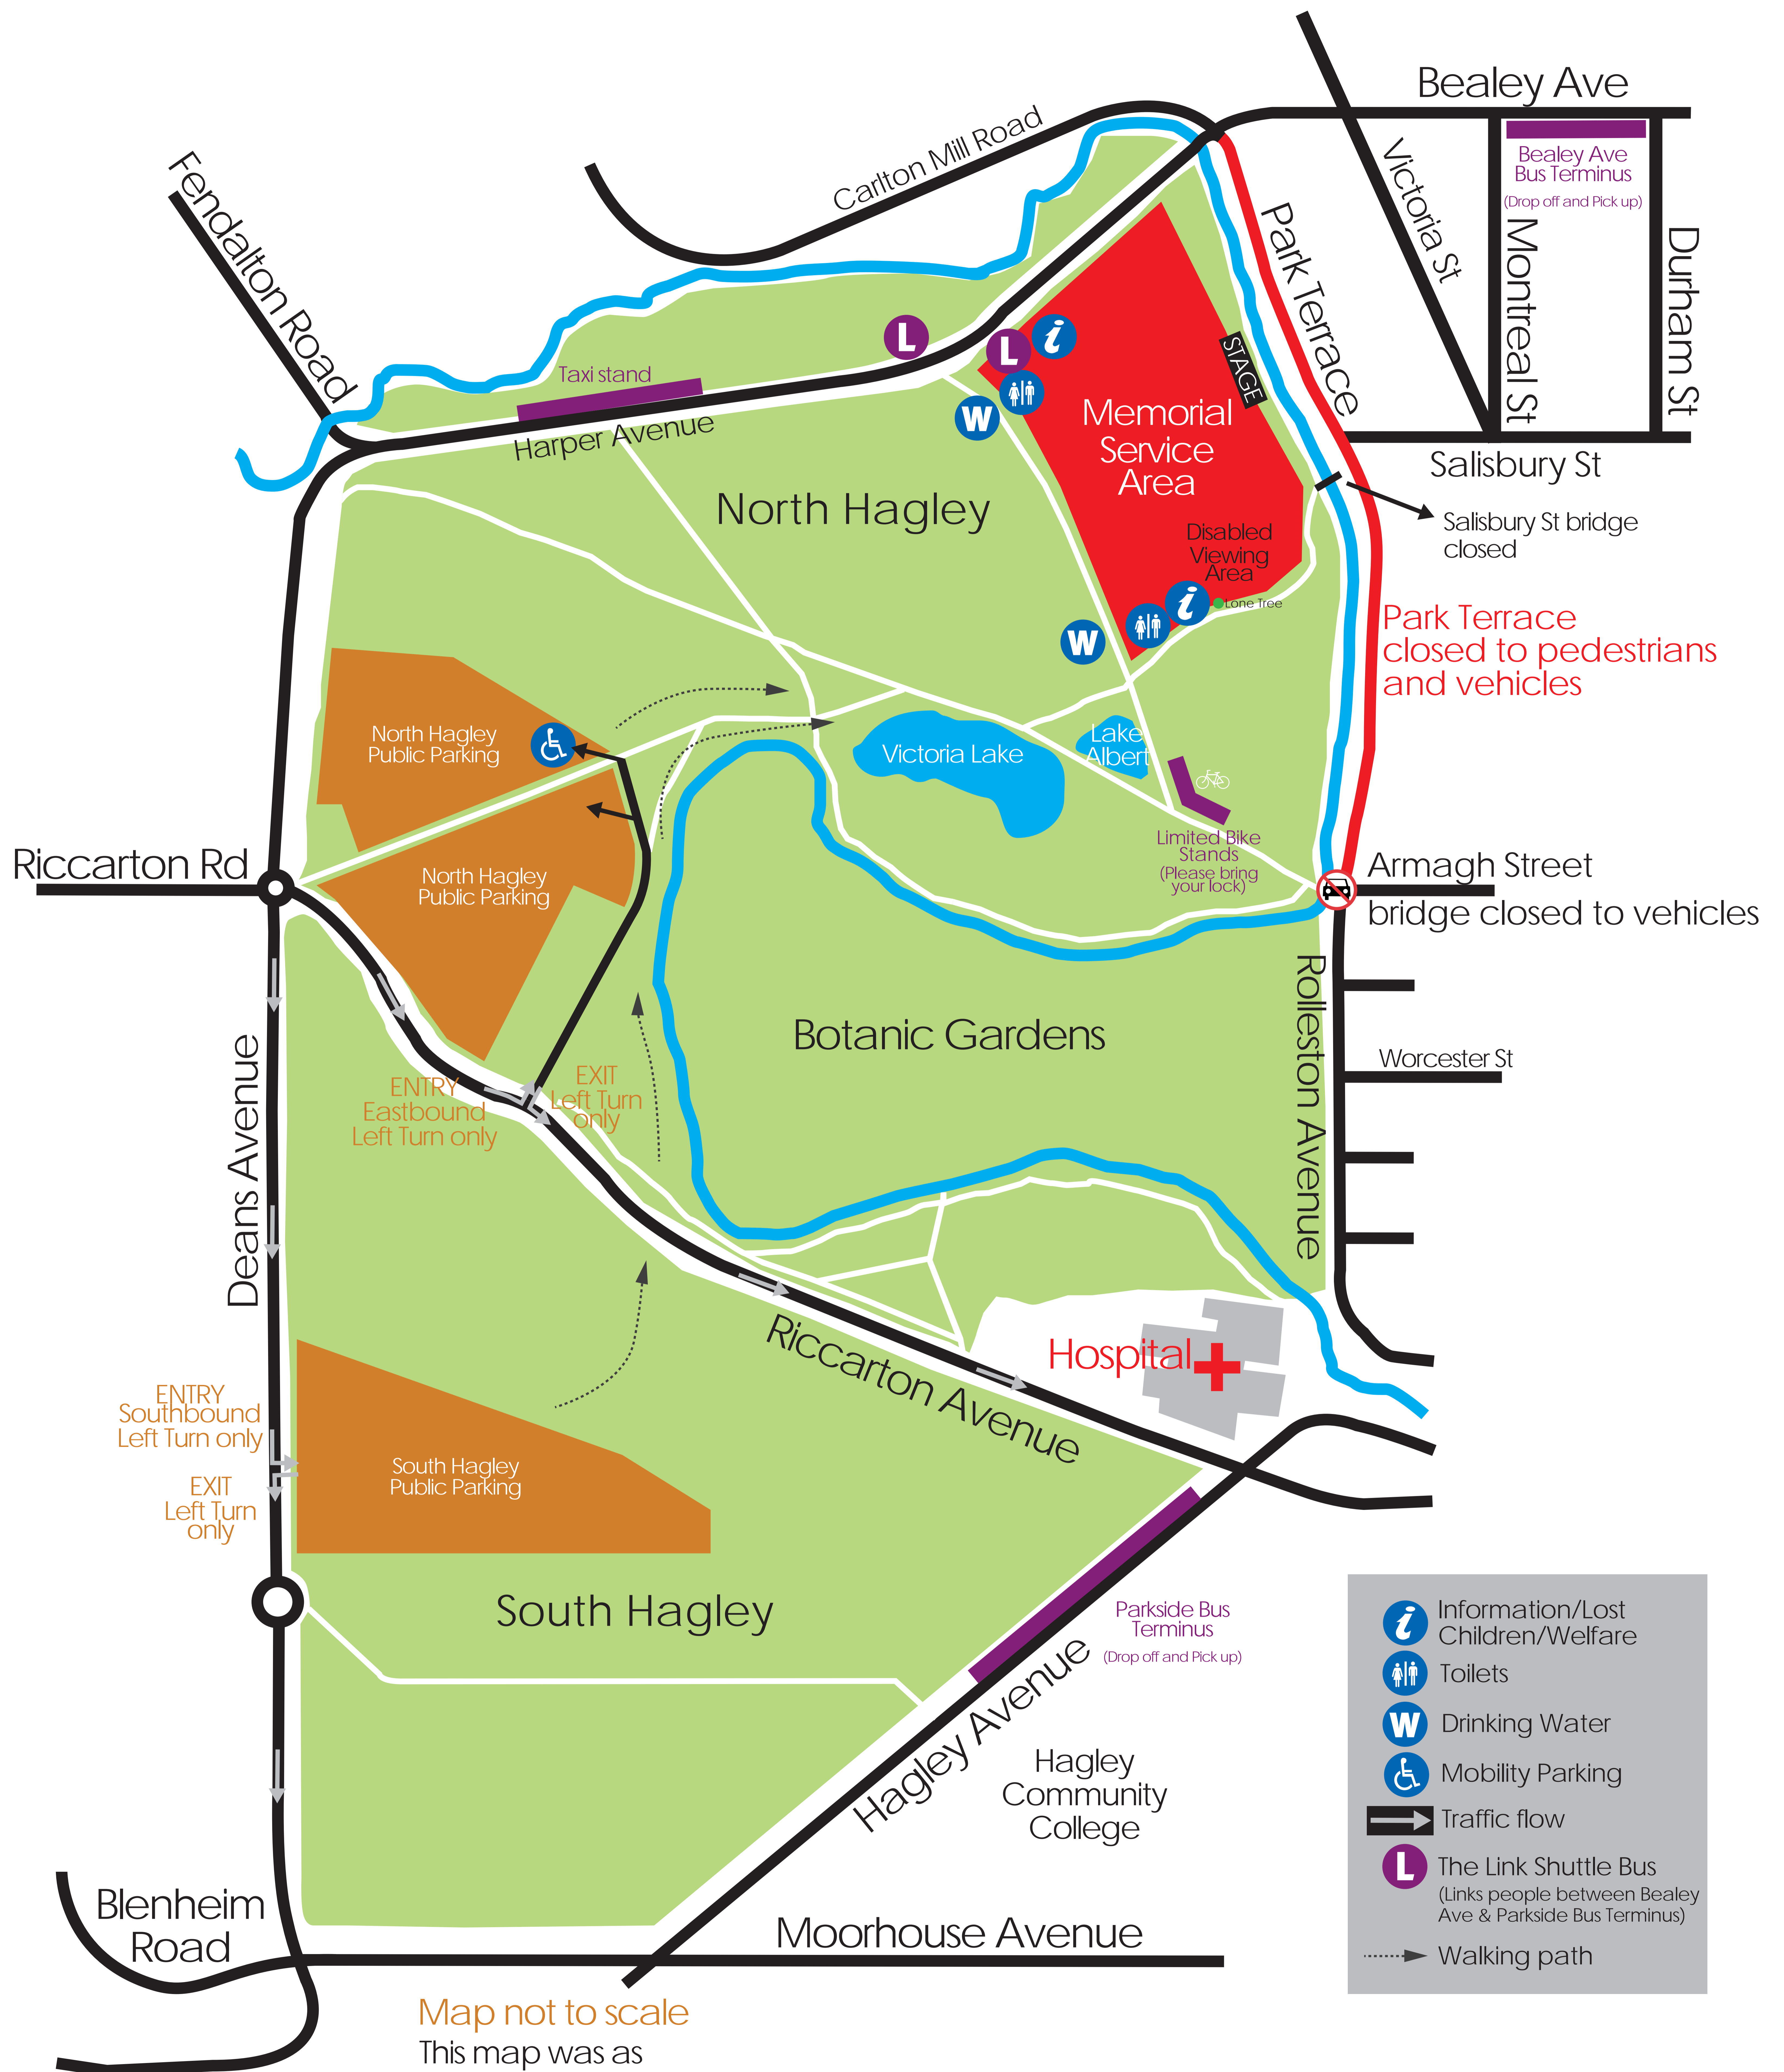 Bealey Ave
Bealey Ave
Bus Terminus
(Drop off and Pick up)
Carlton Mill Road
Fendalton Road
Victoria St
Montreal St
Durham St
Park Terrace
L
L
i
Taxi stand
STAGE
Harper Avenue
W
Memorial
Service
Area
Salisbury St
North Hagley
Salisbury St bridge
closed
Disabled
Viewing
Area
i
Lone Tree
W
Park Terrace
closed to pedestrians
and vehicles
North Hagley
Public Parking
Victoria Lake
Lake
Albert
Limited Bike
Stands
(Please bring
your lock)
Riccarton Rd
North Hagley
Public Parking
Armagh Street
bridge closed to vehicles
Rolleston Avenue
Botanic Gardens
Worcester St
Deans Avenue
ENTRY
Eastbound
Left Turn only
EXIT
Left Turn
only
Riccarton Avenue
Hospital
ENTRY
Southbound
Left Turn only
EXIT
Left Turn
only
South Hagley
Public Parking
South Hagley
Parkside Bus
Terminus
(Drop off and Pick up)
Hagley Avenue
Hagley
Community
College
Blenheim
Road
Moorhouse Avenue
i
Information/Lost
Children/Welfare
Toilets
W
Drinking Water
Mobility Parking
Traffic flow
L
The Link Shuttle Bus
(Links people between Bealey
Ave & Parkside Bus Terminus)
Walking path
Map not to scale
This map was as